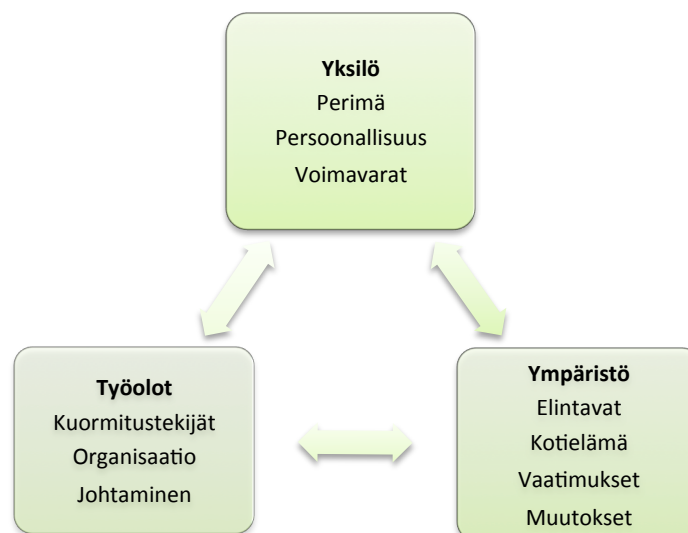 Yksilö
Perimä
Persoonallisuus
Voimavarat
Työolot
Kuormitustekijät
Organisaatio
Johtaminen
Ympäristö
Elintavat
Kotielämä
Vaatimukset
Muutokset